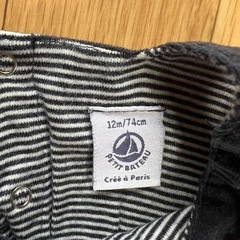 12m/74cm
PETIT BATEAU
Créé à Paris